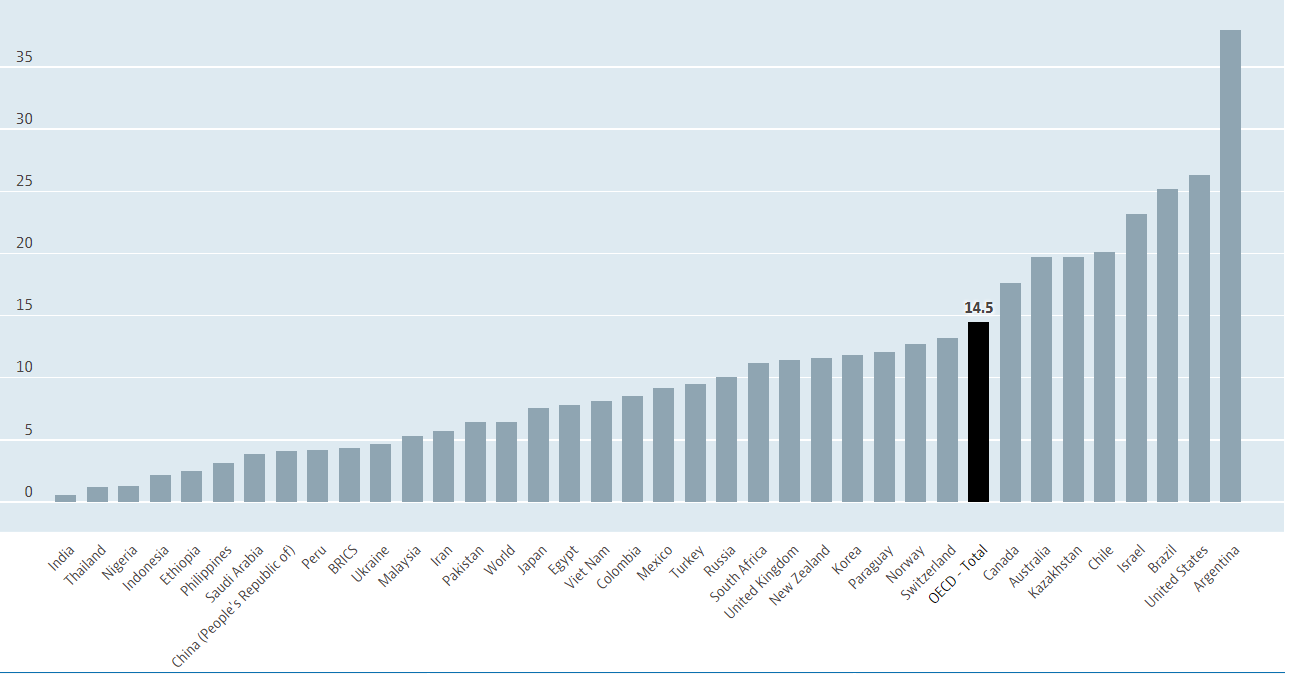 35
30
25
20
15
10
5
0
14.5
India
Thailand
Nigeria
Indonesia
Ethiopia
Philippines
Saudi Arabia
China (People's Republic of)
Peru
BRICS
Ukraine
Malaysia
Iran
Pakistan
World
Japan
Egypt
Viet Nam
Colombia
Mexico
Turkey
Russia
South Africa
United Kingdom
New Zealand
Korea
Paraguay
Norway
Switzerland
OECD - Total
Canada
Australia
Kazakhstan
Chile
Israel
Brazil
United States
Argentina